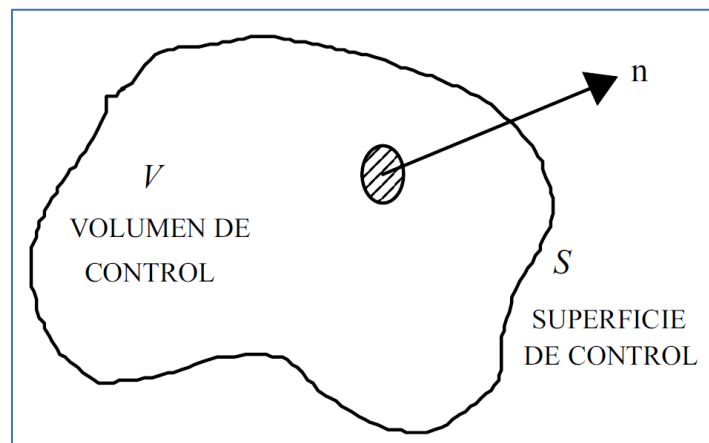 n
V
VOLUMEN DE
CONTROL
S
SUPERFICIE
DE CONTROL